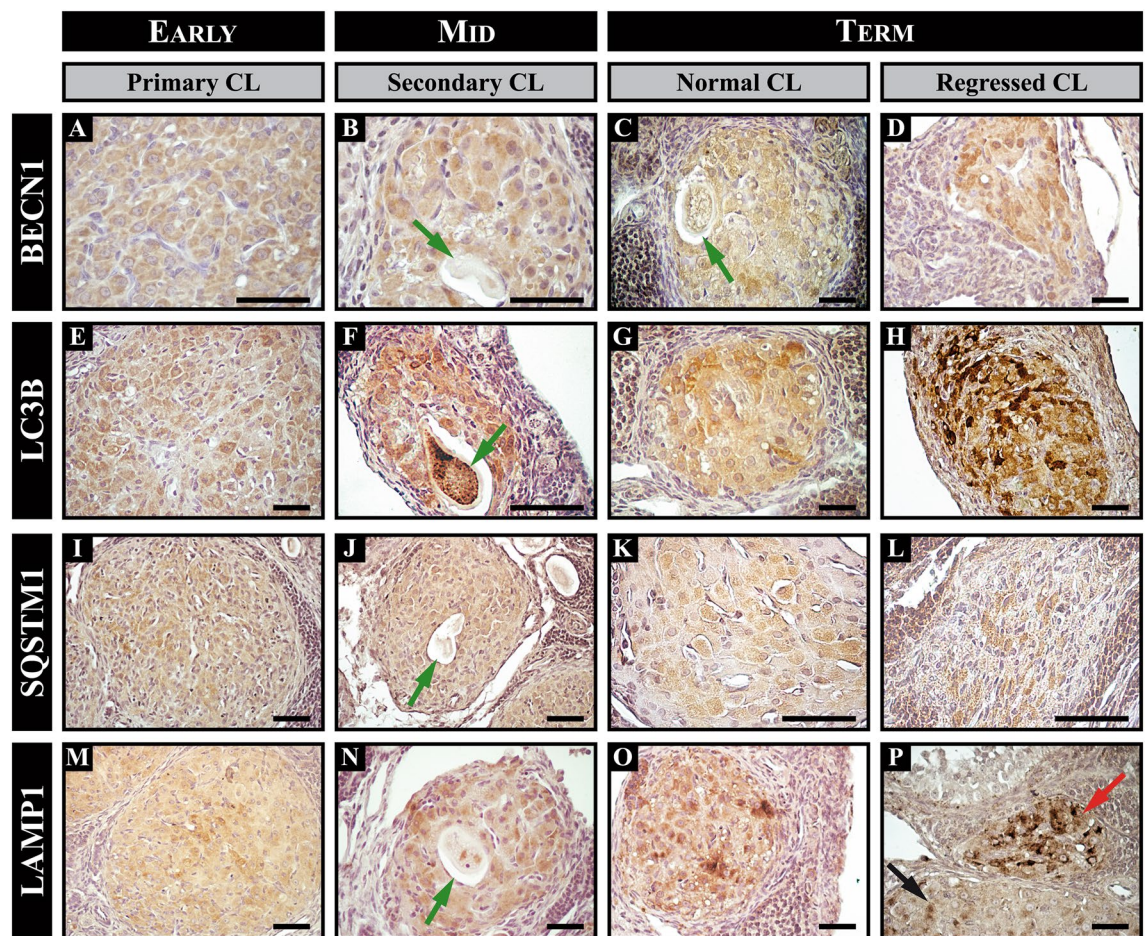 EARLY MID TERM
Primary CL Secondary CL Normal CL Regressed CL
BECN1 A B C D
LC3B E F G H
SQSTM1 I J K L
LAMP1 M N O P